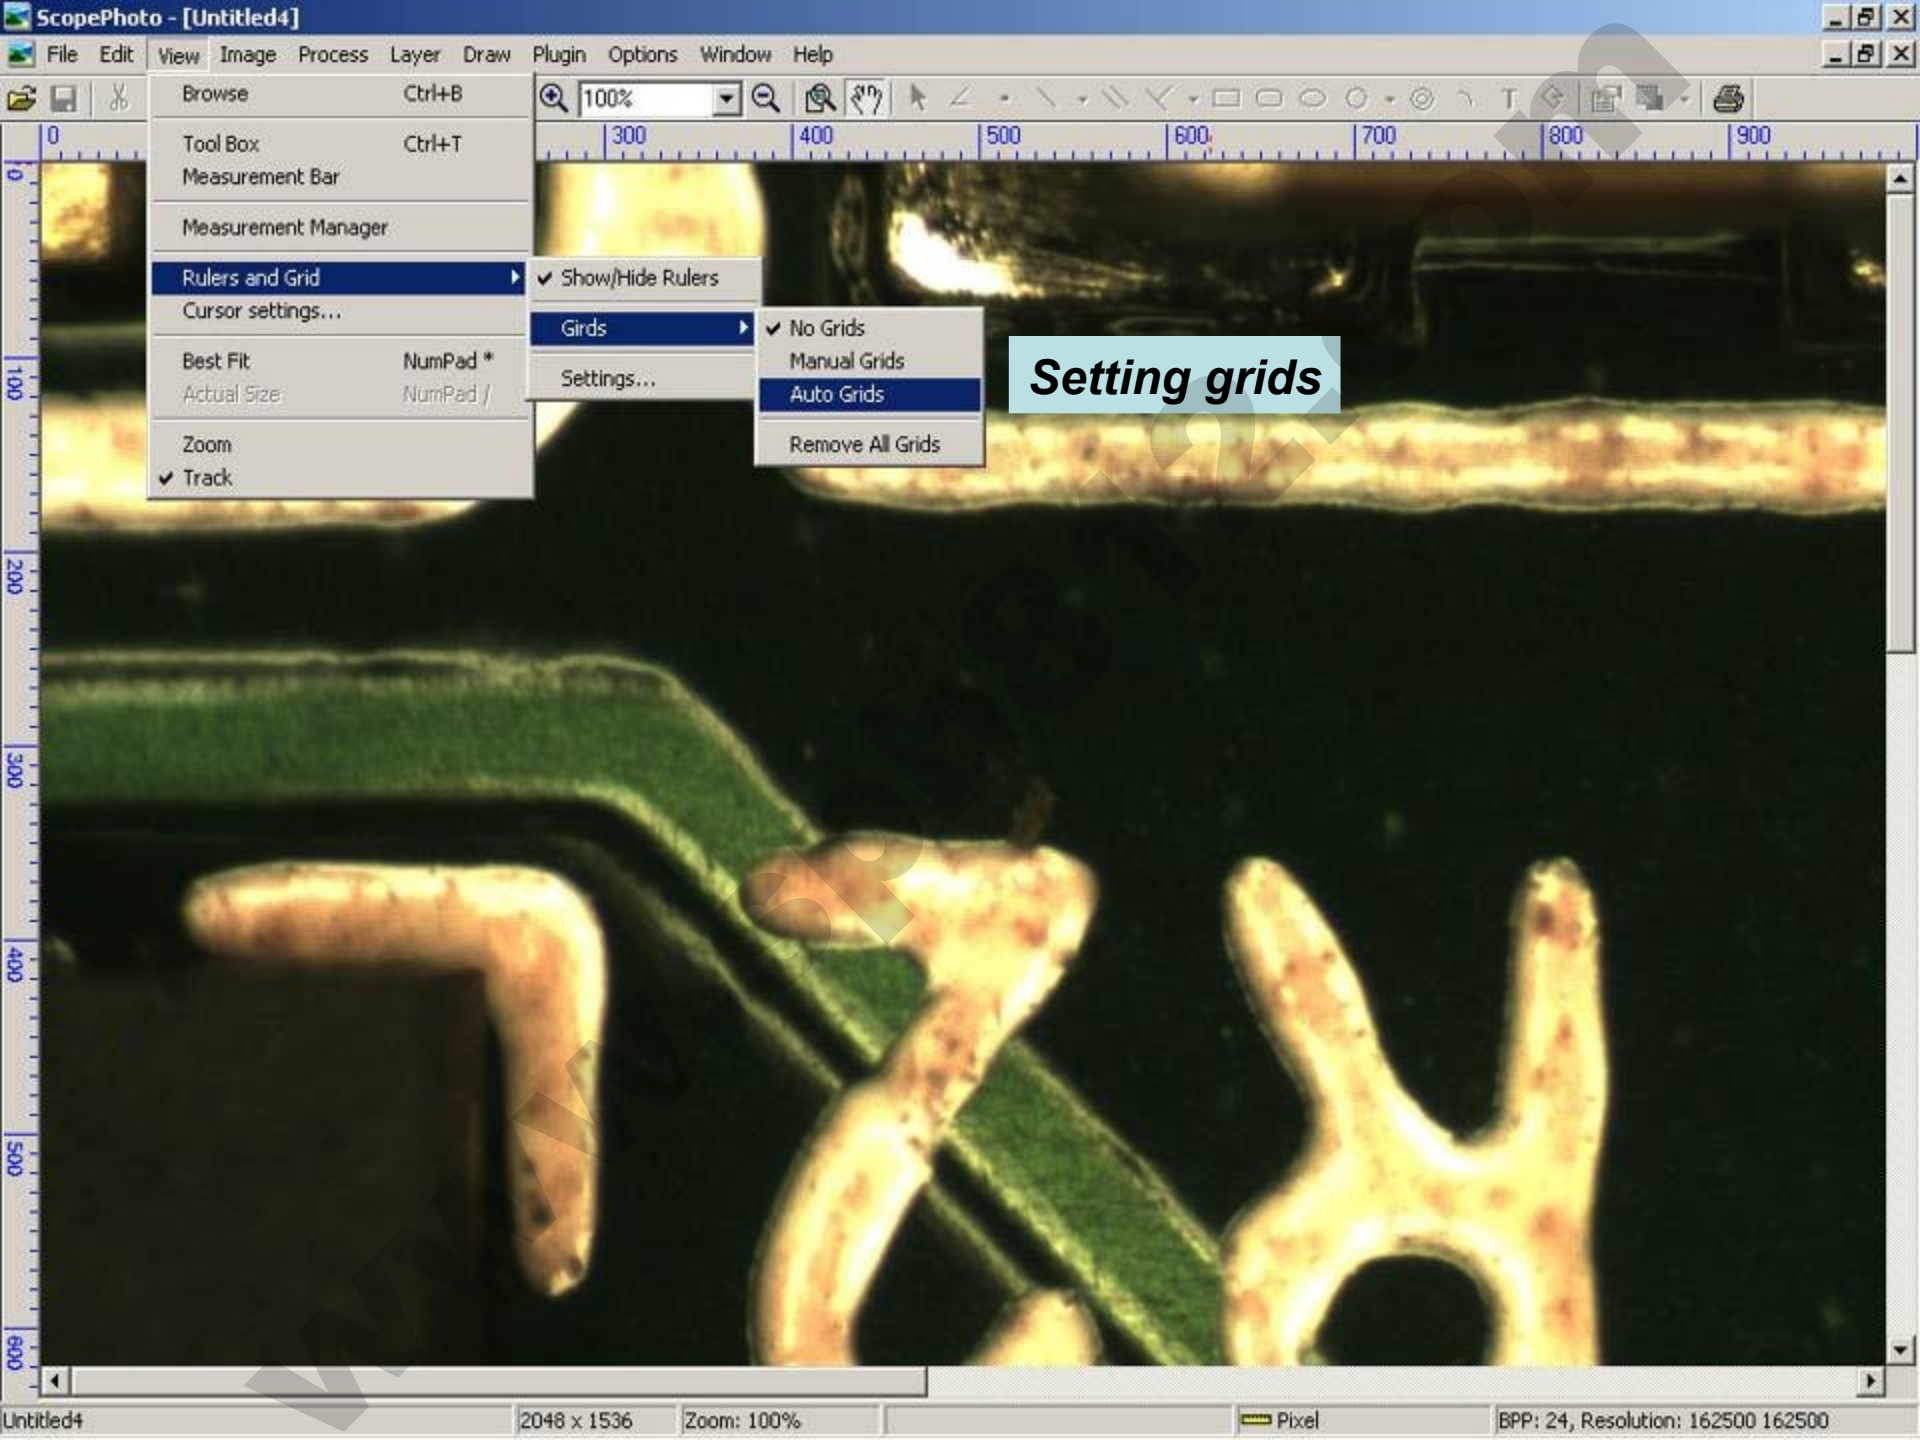 ScopePhoto - [Untitled4]
File Edit View Image Process Layer Draw Plugin Options Window Help
100%
Browse Ctrl+B
Tool Box Ctrl+T
Measurement Bar
Measurement Manager
Rulers and Grid
Cursor settings...
Best Fit NumPad *
Actual Size NumPad /
Zoom
Track
Show/Hide Rulers
Girds
Settings...
No Grids
Manual Grids
Auto Grids
Remove All Grids
Setting grids
0 300 400 500 600 700 800 900
0
100
200
300
400
500
600
Untitled4 2048 x 1536 Zoom: 100% Pixel BPP: 24, Resolution: 162500 162500